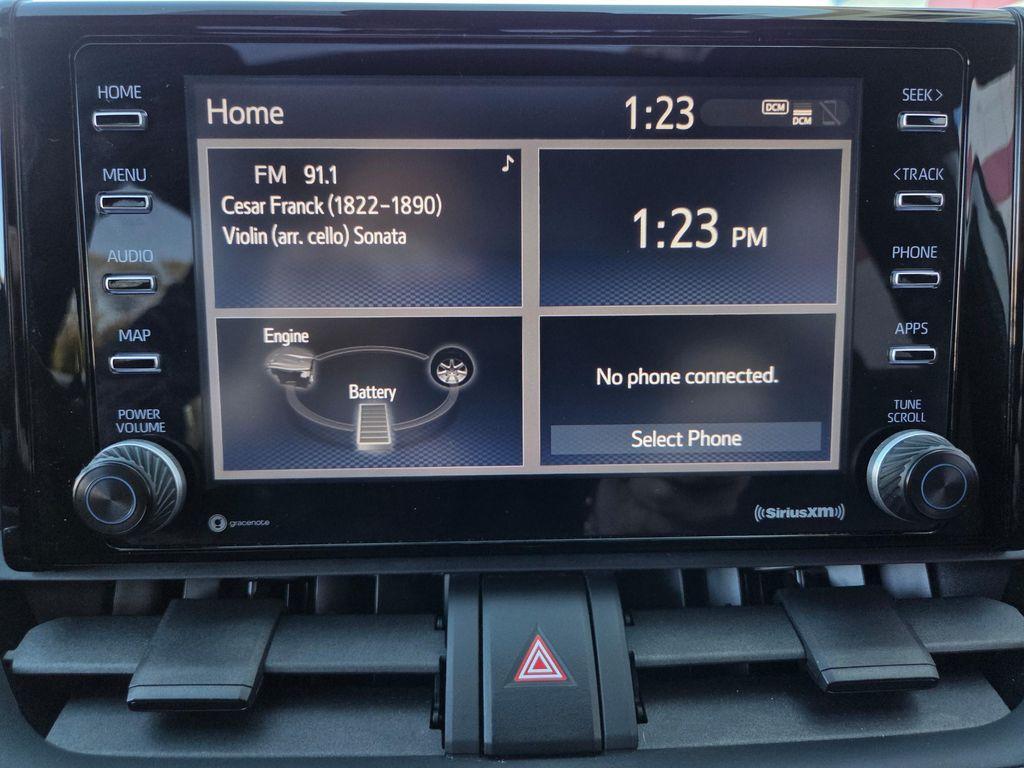 HOME
MENU
AUDIO
MAP
POWER
VOLUME
Home
1:23
DCM
DCM
FM 91.1
Cesar Franck (1822-1890)
Violin (arr. cello) Sonata
1:23 PM
Engine
Battery
No phone connected.
Select Phone
SEEK >
< TRACK
PHONE
APPS
TUNE
SCROLL
g gracenote
((SiriusXM))